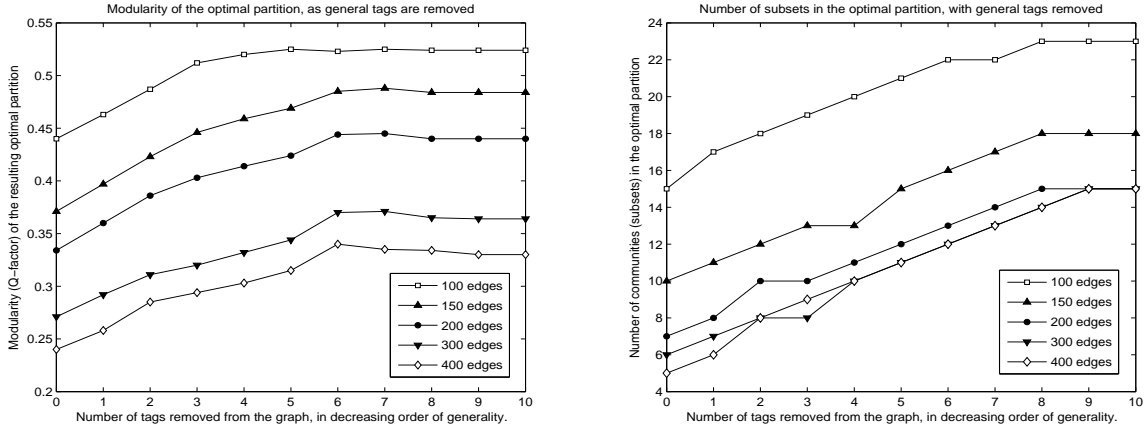 Modularity of the optimal partition, as general tags are removed
0.55
0.5
0.45
0.4
0.35
0.3
0.25
0.2
Modularity (Q−factor) of the resulting optimal partition
100 edges
150 edges
200 edges
300 edges
400 edges
0 1 2 3 4 5 6 7 8 9 10
Number of tags removed from the graph, in decreasing order of generality.
Number of subsets in the optimal partition, with general tags removed
24
22
20
18
16
14
12
10
8
6
4
Number of communities (subsets) in the optimal partition
100 edges
150 edges
200 edges
300 edges
400 edges
0 1 2 3 4 5 6 7 8 9 10
Number of tags removed from the graph, in decreasing order of generality.